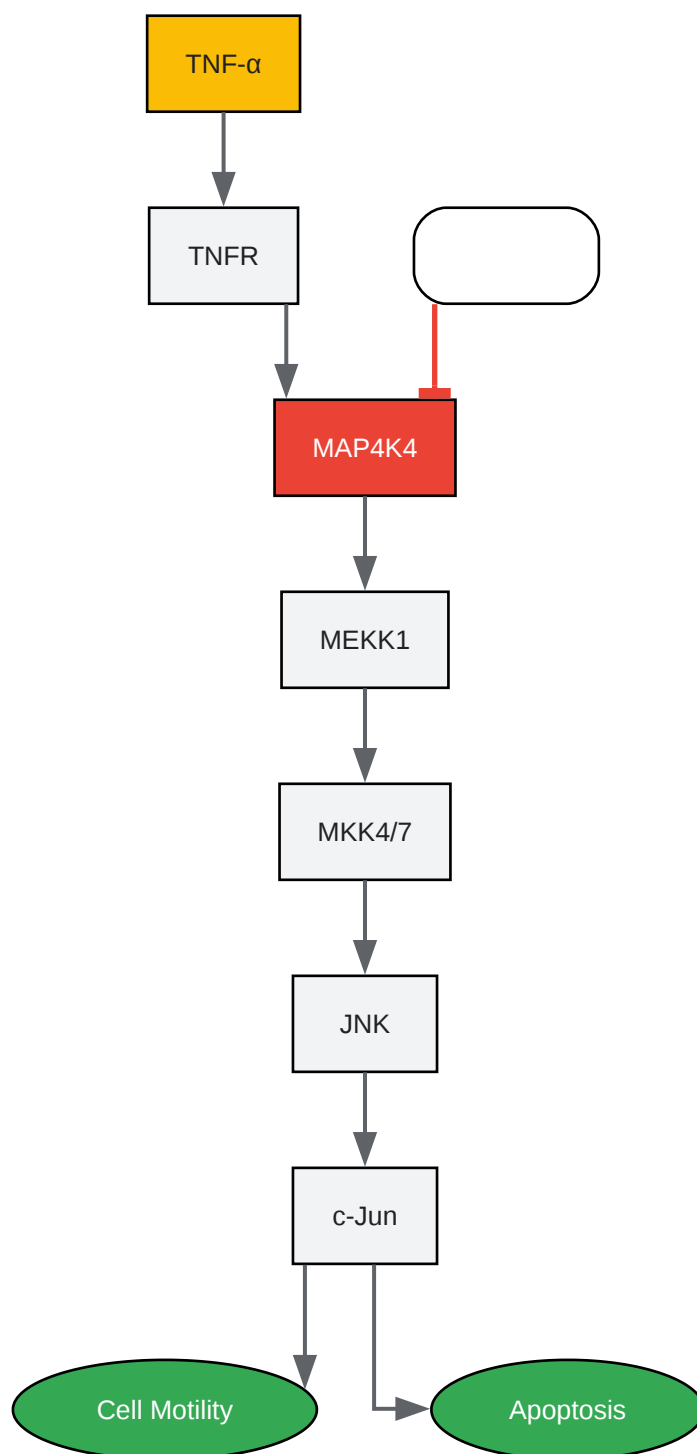 TNF-α
TNFR
MAP4K4
MEKK1
MKK4/7
JNK
c-Jun
Cell Motility
Apoptosis